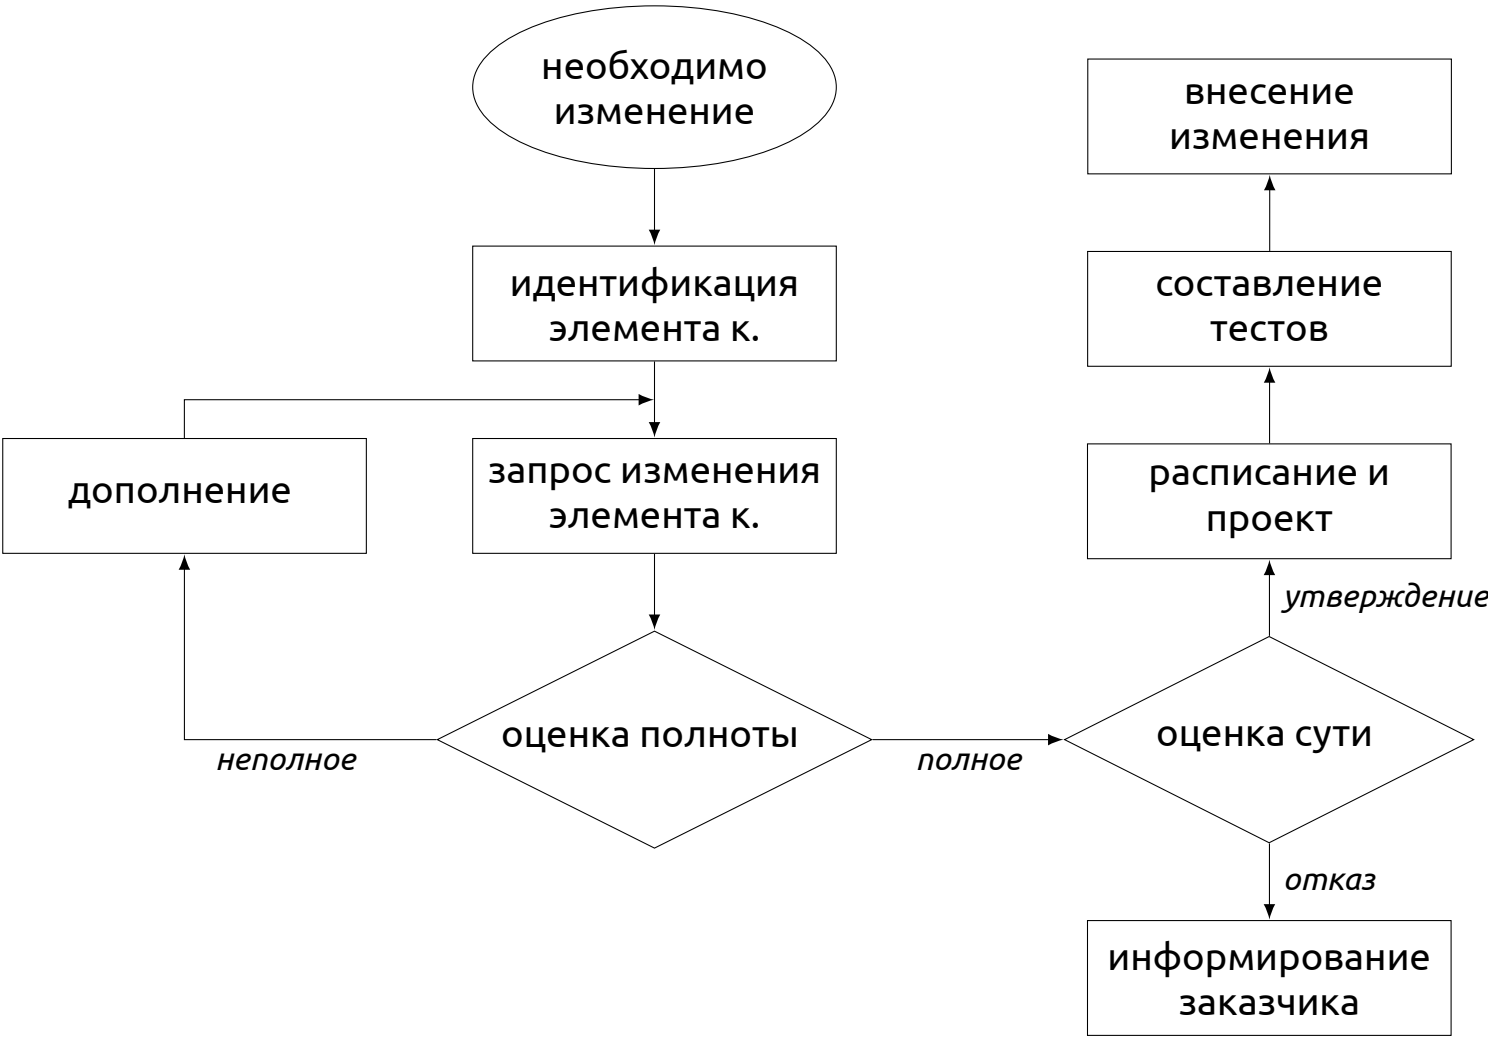 необходимо
изменение
идентификация
элемента к.
дополнение
запрос изменения
элемента к.
оценка полноты
неполное
полное
оценка сути
утверждение
расписание и
проект
составление
тестов
внесение
изменения
отказ
информирование
заказчика